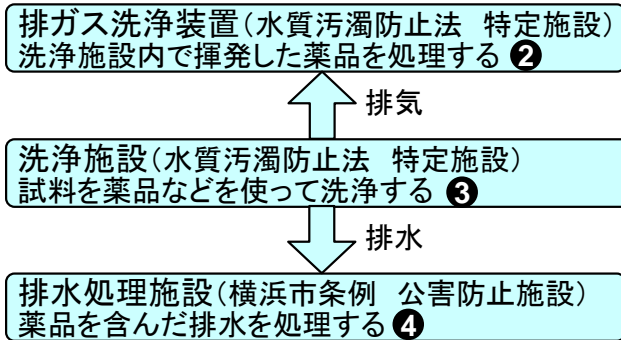 排ガス洗浄装置(水質汚濁防止法 特定施設)
洗浄施設内で揮発した薬品を処理する ❷
排気
洗浄施設(水質汚濁防止法 特定施設)
試料を薬品などを使って洗浄する ❸
排水
排水処理施設(横浜市条例 公害防止施設)
薬品を含んだ排水を処理する ❹